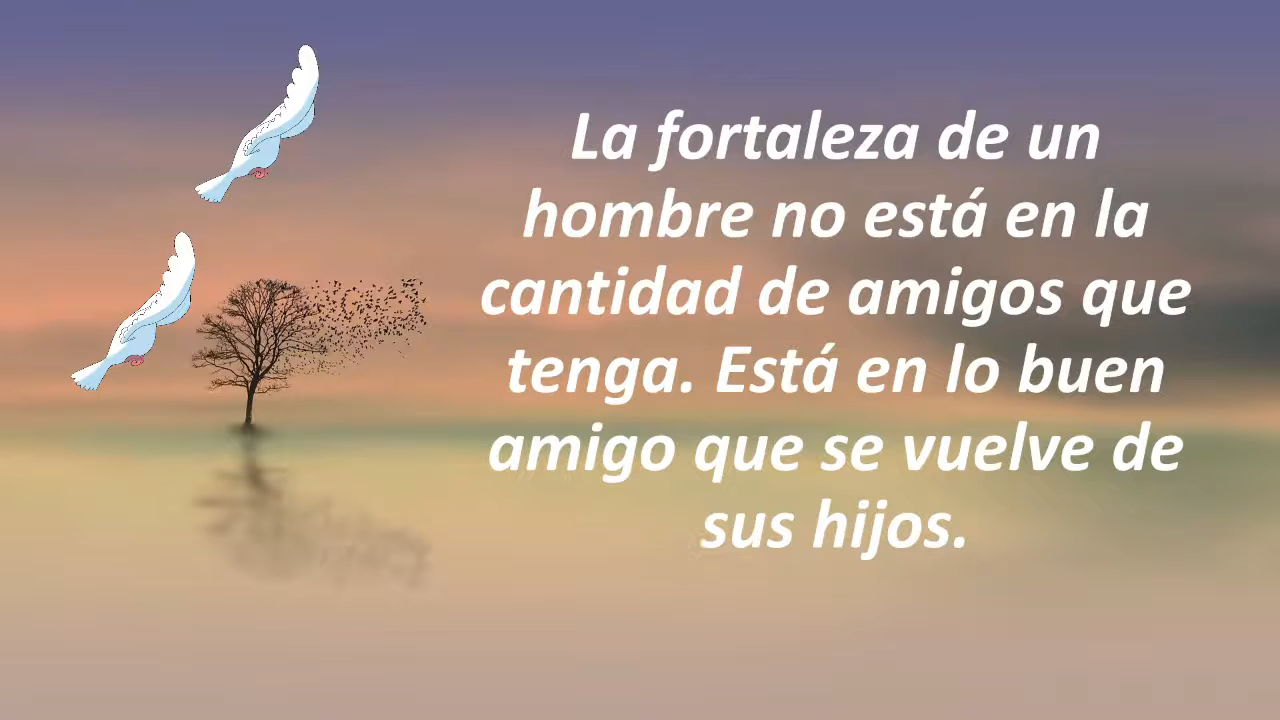 La fortaleza de un
hombre no está en la
cantidad de amigos que
tenga. Está en lo buen
amigo que se vuelve de
sus hijos.